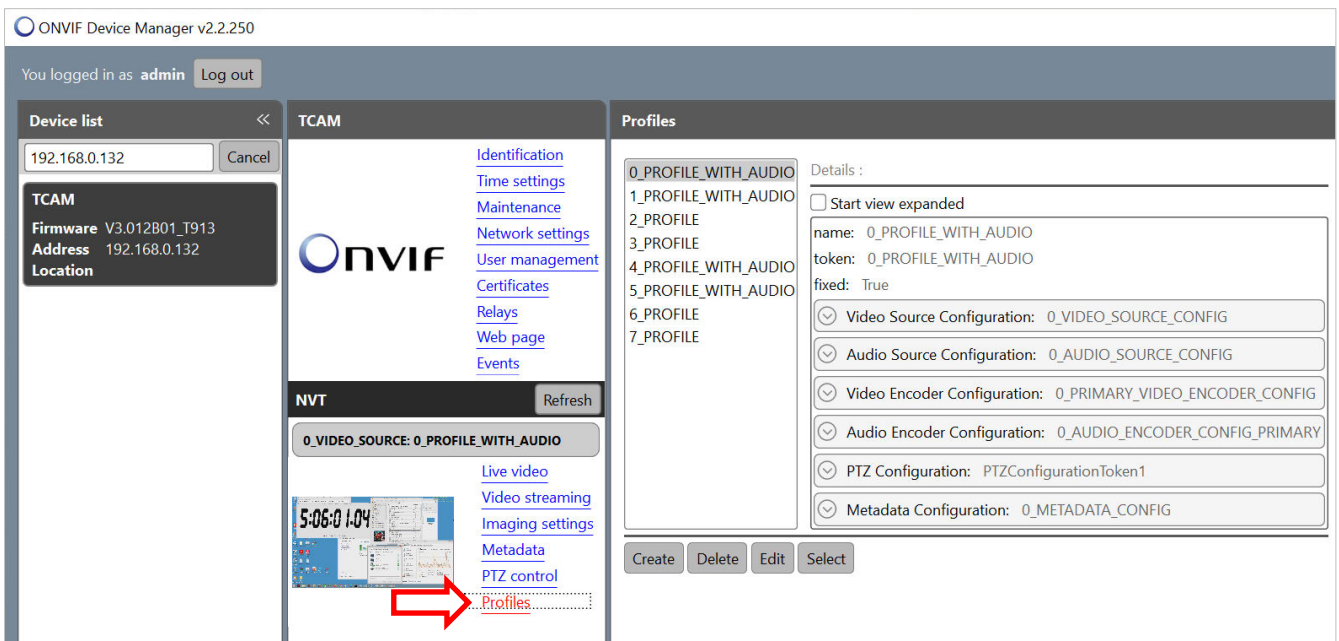 ONVIF Device Manager v2.2.250
You logged in as admin Log out
Device list
192.168.0.132 Cancel
TCAM
Firmware V3.012B01_T913
Address 192.168.0.132
Location
TCAM
Onvif
Identification
Time settings
Maintenance
Network settings
User management
Certificates
Relays
Web page
Events
NVT Refresh
0_VIDEO_SOURCE: 0_PROFILE_WITH_AUDIO
5:06:01.04
Live video
Video streaming
Imaging settings
Metadata
PTZ control
Profiles
Profiles
0_PROFILE_WITH_AUDIO
1_PROFILE_WITH_AUDIO
2_PROFILE
3_PROFILE
4_PROFILE_WITH_AUDIO
5_PROFILE_WITH_AUDIO
6_PROFILE
7_PROFILE
Details :
Start view expanded
name: 0_PROFILE_WITH_AUDIO
token: 0_PROFILE_WITH_AUDIO
fixed: True
Video Source Configuration: 0_VIDEO_SOURCE_CONFIG
Audio Source Configuration: 0_AUDIO_SOURCE_CONFIG
Video Encoder Configuration: 0_PRIMARY_VIDEO_ENCODER_CONFIG
Audio Encoder Configuration: 0_AUDIO_ENCODER_CONFIG_PRIMARY
PTZ Configuration: PTZConfigurationToken1
Metadata Configuration: 0_METADATA_CONFIG
Create Delete Edit Select